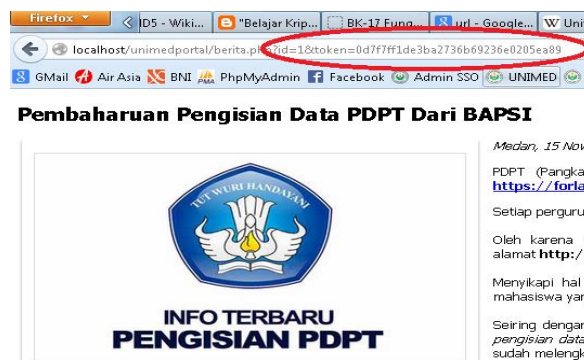 Firefox
ID5 - Wiki...
"Belajar Krip...
BK-17 Fung...
url - Google...
Uni
localhost/unimedportal/berita.php?id=1&token=0d7f7ff1de3ba2736b69236e0205ea89
GMail
Air Asia
BNI
PhpMyAdmin
Facebook
Admin SSO
UNIMED
Pembaharuan Pengisian Data PDPT Dari BAPSI
TUT WURI HANDAYANI
INFO TERBARU
PENGISIAN PDPT
Medan, 15 Nov
PDPT (Pangka
https://forla
Setiap perguru
Oleh karena
alamat http:/
Menyikapi hal
mahasiswa yan
Seiring dengan
pengisian data
sudah melengk